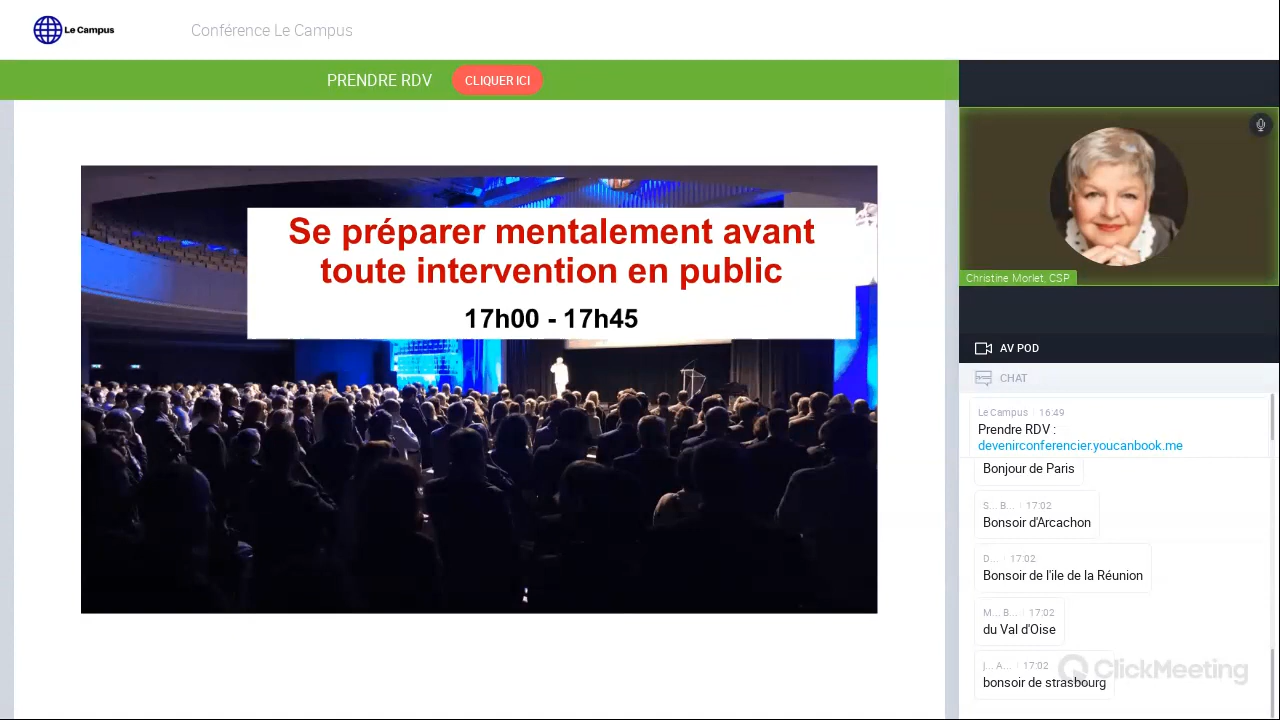 Le Campus
Conférence Le Campus
PRENDRE RDV
CLIQUER ICI
Se préparer mentalement avant
toute intervention en public
17h00 - 17h45
Christine Morlet, CSP
AV POD
CHAT
Le Campus 16:49
Prendre RDV :
devenirconferencier.youcanbook.me
Bonjour de Paris
S... B... 17:02
Bonsoir d'Arcachon
D... 17:02
Bonsoir de l'ile de la Réunion
M... B... 17:02
du Val d'Oise
J... A... 17:02
bonsoir de strasbourg
ClickMeeting